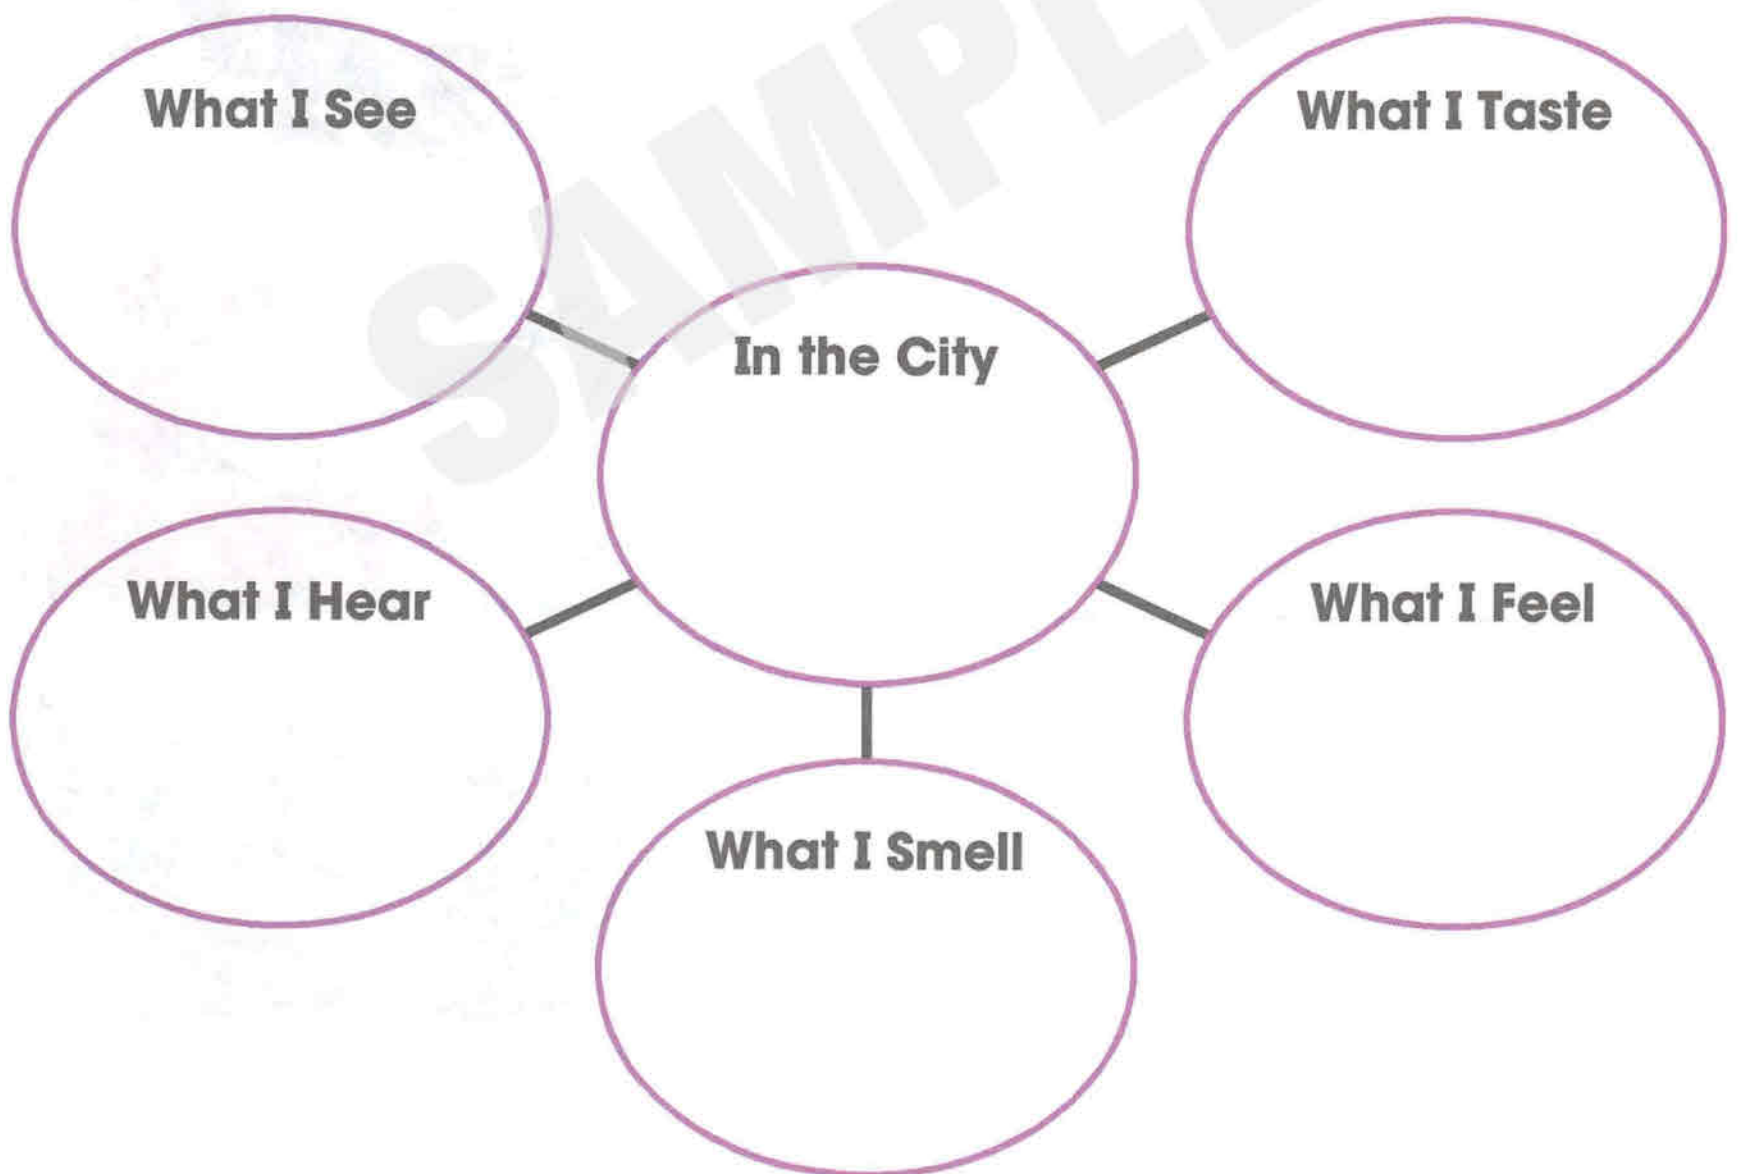 SAMPLE
What I See
What I Taste
In the City
What I Hear
What I Feel
What I Smell